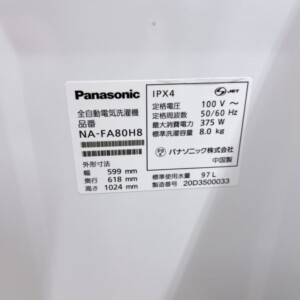 Panasonic
全自動電気洗濯機
品番
NA-FA80H8
外形寸法
幅 599 mm
奥行 618 mm
高さ 1024 mm
IPX4
JET
定格電圧 100 V ～
定格周波数 50/60 Hz
最大消費電力 375 W
標準洗濯容量 8.0 kg
パナソニック株式会社
中国製
標準使用水量 97 L
製造番号 20D3500033